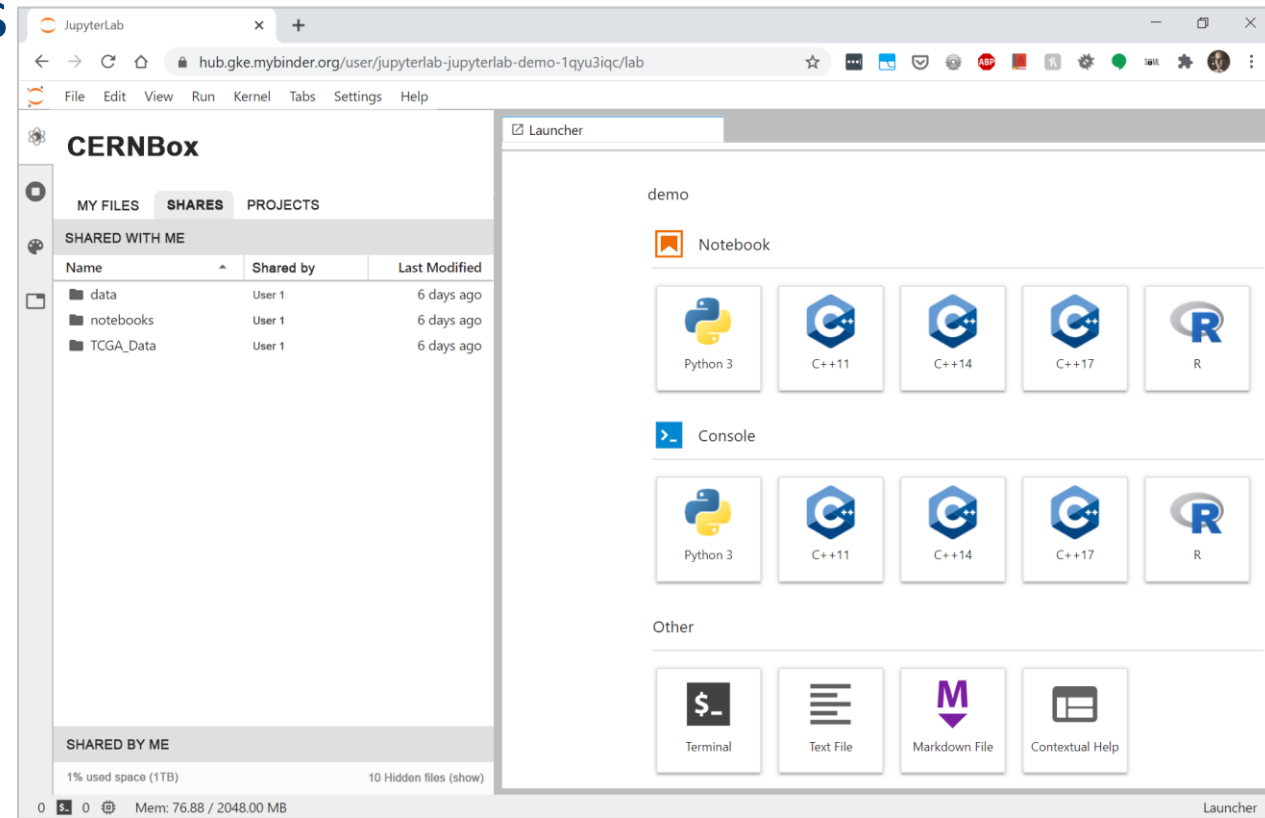 S
JupyterLab
hub.gke.mybinder.org/user/jupyterlab-jupyterlab-demo-1qyu3iqc/lab
ABP
File Edit View Run Kernel Tabs Settings Help
CERNBox
MY FILES SHARES PROJECTS
SHARED WITH ME
Name Shared by Last Modified
data User 1 6 days ago
notebooks User 1 6 days ago
TCGA_Data User 1 6 days ago
SHARED BY ME
1% used space (1TB) 10 Hidden files (show)
Launcher
demo
Notebook
Python 3 C++11 C++14 C++17 R
Console
Python 3 C++11 C++14 C++17 R
Other
$_
M
Terminal Text File Markdown File Contextual Help
0 $_ 0 Mem: 76.88 / 2048.00 MB Launcher